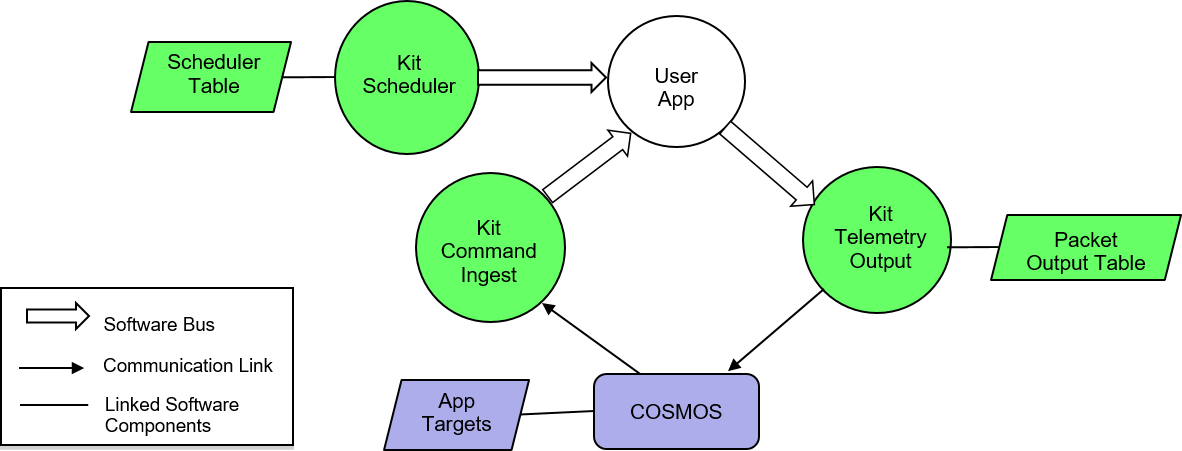 Scheduler
Table
Kit
Scheduler
User
App
Kit
Command
Ingest
Kit
Telemetry
Output
Packet
Output Table
Software Bus
Communication Link
Linked Software
Components
App
Targets
COSMOS